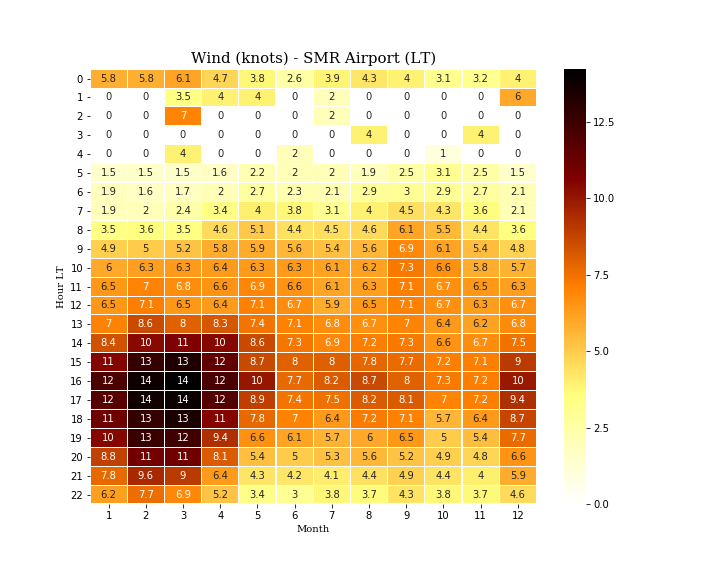 Wind (knots) - SMR Airport (LT)
0 5.8 5.8 6.1 4.7 3.8 2.6 3.9 4.3 4 3.1 3.2 4
1 0 0 3.5 4 4 0 2 0 0 0 0 6
2 0 0 7 0 0 0 2 0 0 0 0 0
3 0 0 0 0 0 0 0 4 0 0 4 0
4 0 0 4 0 0 2 0 0 0 1 0 0
5 1.5 1.5 1.5 1.6 2.2 2 2 1.9 2.5 3.1 2.5 1.5
6 1.9 1.6 1.7 2 2.7 2.3 2.1 2.9 3 2.9 2.7 2.1
7 1.9 2 2.4 3.4 4 3.8 3.1 4 4.5 4.3 3.6 2.1
8 3.5 3.6 3.5 4.6 5.1 4.4 4.5 4.6 6.1 5.5 4.4 3.6
9 4.9 5 5.2 5.8 5.9 5.6 5.4 5.6 6.9 6.1 5.4 4.8
10 6 6.3 6.3 6.4 6.3 6.3 6.1 6.2 7.3 6.6 5.8 5.7
11 6.5 7 6.8 6.6 6.9 6.6 6.1 6.3 7.1 6.7 6.5 6.3
12 6.5 7.1 6.5 6.4 7.1 6.7 5.9 6.5 7.1 6.7 6.3 6.7
13 7 8.6 8 8.3 7.4 7.1 6.8 6.7 7 6.4 6.2 6.8
14 8.4 10 11 10 8.6 7.3 6.9 7.2 7.3 6.6 6.7 7.5
15 11 13 13 12 8.7 8 8 7.8 7.7 7.2 7.1 9
16 12 14 14 12 10 7.7 8.2 8.7 8 7.3 7.2 10
17 12 14 14 12 8.9 7.4 7.5 8.2 8.1 7 7.2 9.4
18 11 13 13 11 7.8 7 6.4 7.2 7.1 5.7 6.4 8.7
19 10 13 12 9.4 6.6 6.1 5.7 6 6.5 5 5.4 7.7
20 8.8 11 11 8.1 5.4 5 5.3 5.6 5.2 4.9 4.8 6.6
21 7.8 9.6 9 6.4 4.3 4.2 4.1 4.4 4.9 4.4 4 5.9
22 6.2 7.7 6.9 5.2 3.4 3 3.8 3.7 4.3 3.8 3.7 4.6
1 2 3 4 5 6 7 8 9 10 11 12
Month
Hour LT
12.5
10.0
7.5
5.0
2.5
0.0